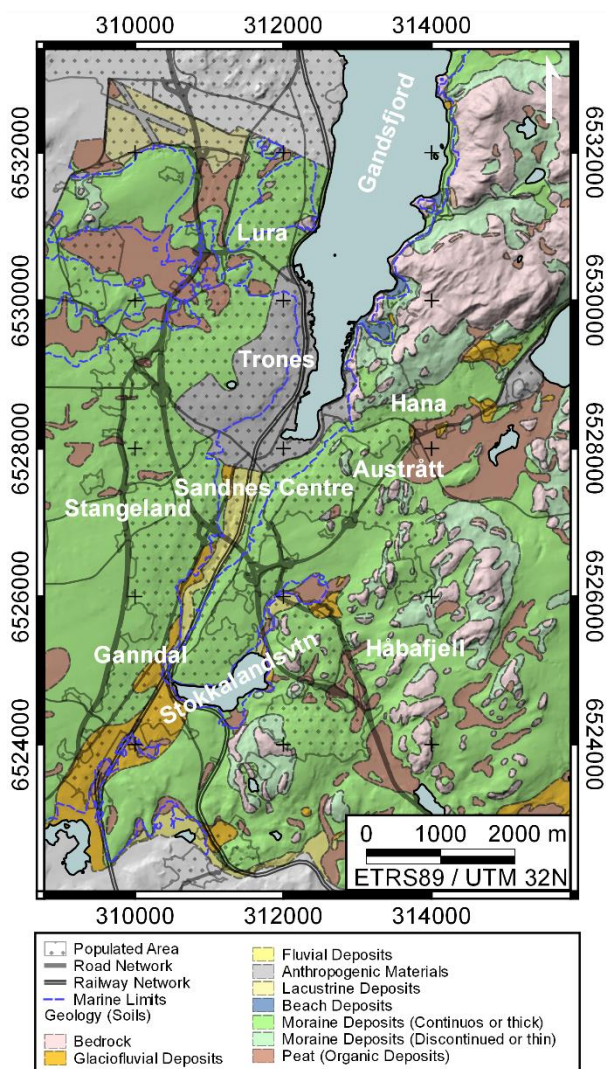 310000 312000 314000
6532000
6532000
Gandsfjord
Lura
6530000
6530000
Trones
Hana
6528000
6528000
Austrått
Sandnes Centre
Stangeland
6526000
6526000
Ganndal
Stokkalandsvtn
Håbafjell
6524000
6524000
0 1000 2000 m
ETRS89 / UTM 32N
310000 312000 314000
Populated Area
Road Network
Railway Network
Marine Limits
Geology (Soils)
Bedrock
Glaciofluvial Deposits
Fluvial Deposits
Anthropogenic Materials
Lacustrine Deposits
Beach Deposits
Moraine Deposits (Continuos or thick)
Moraine Deposits (Discontinued or thin)
Peat (Organic Deposits)